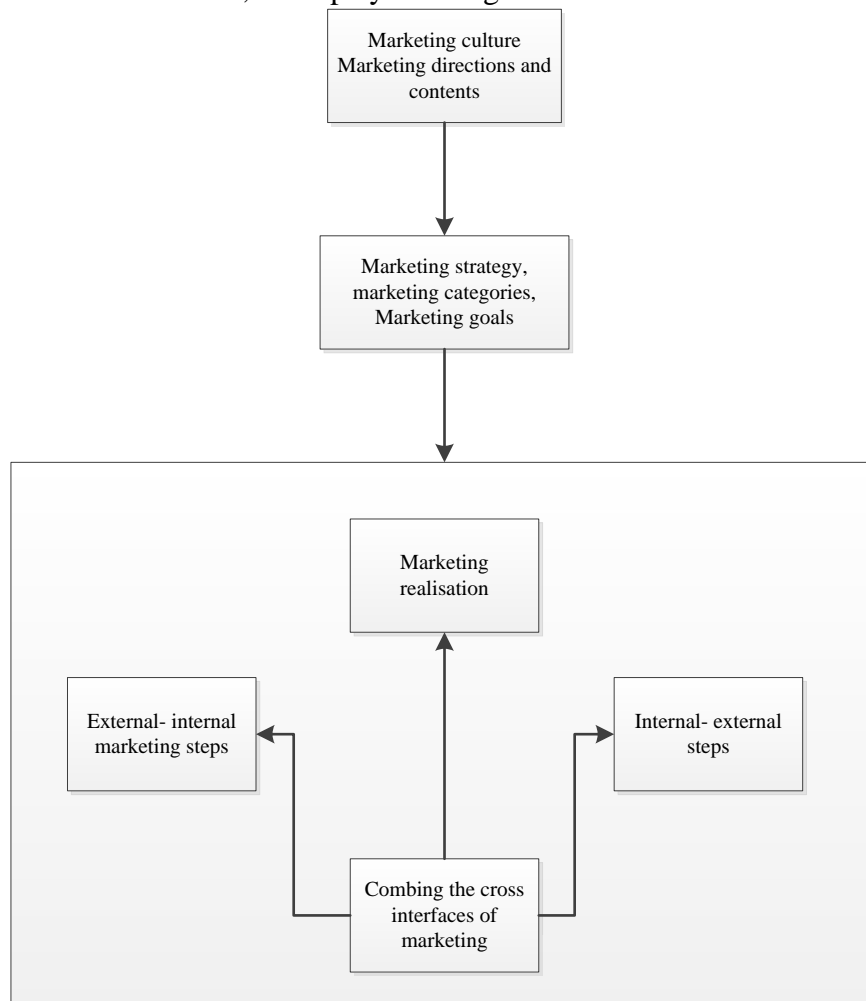 Marketing culture
Marketing directions and
contents
Marketing strategy,
marketing categories,
Marketing goals
Marketing
realisation
External- internal
marketing steps
Internal- external
steps
Combing the cross
interfaces of
marketing